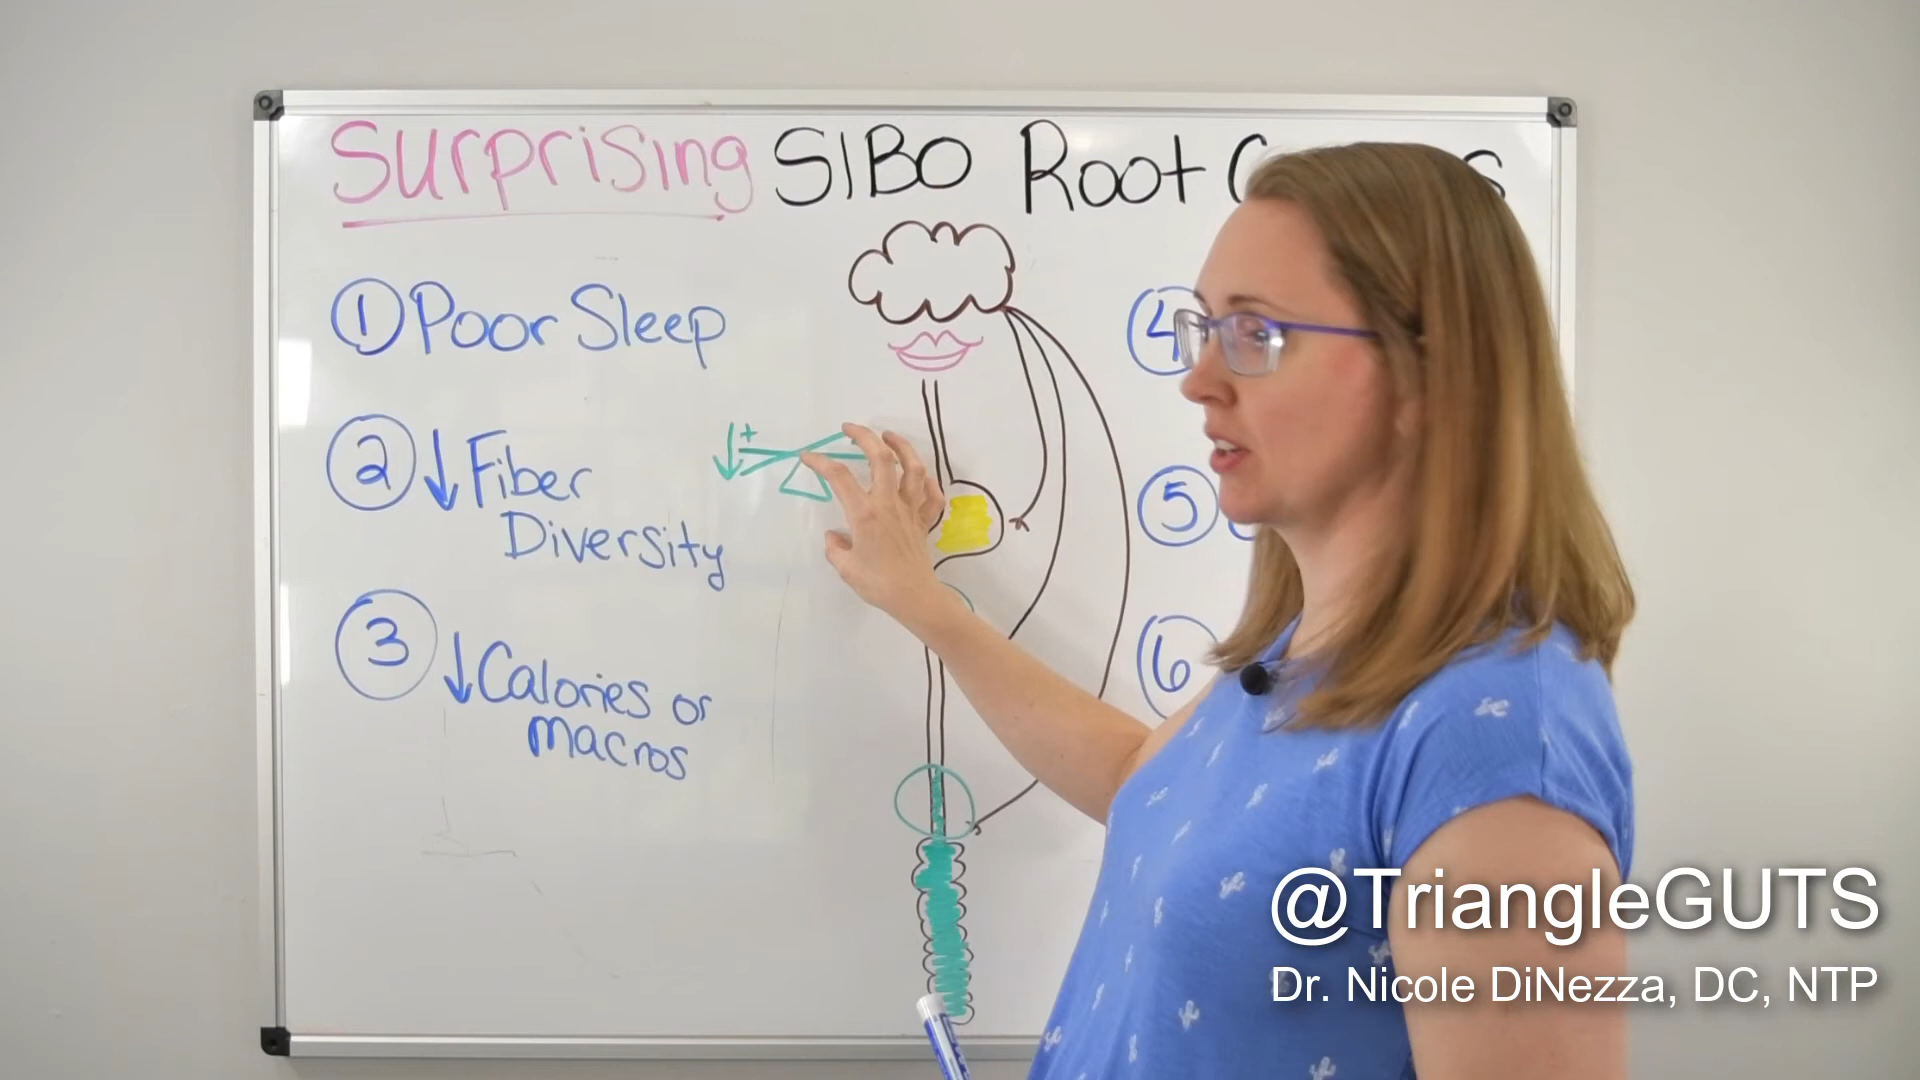 Surprising SIBO Root
① Poor Sleep
② ↓ Fiber
Diversity
③ ↓ Calories or
macros
+
④
⑤
⑥
@TriangleGUTS
Dr. Nicole DiNezza, DC, NTP